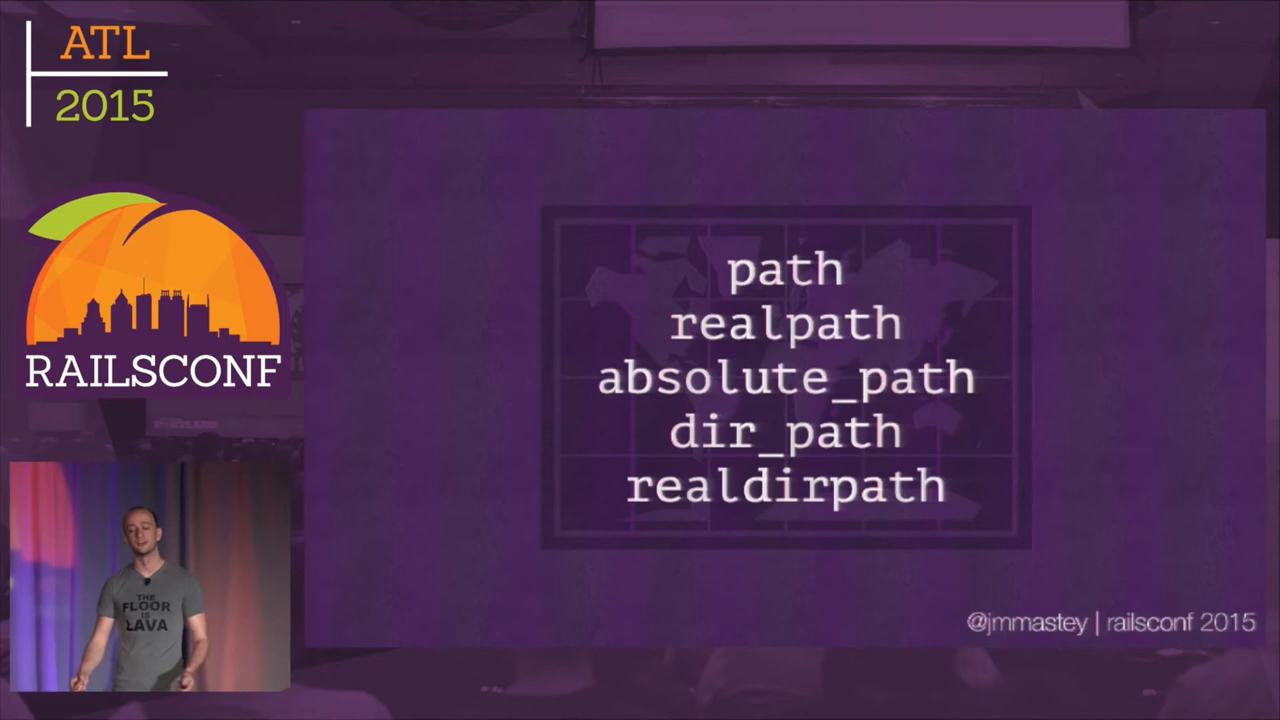 ATL
2015
RAILSCONF
path
realpath
absolute_path
dir_path
realdirpath
@jmmastey | railsconf 2015
THE
FLOOR
IS
LAVA